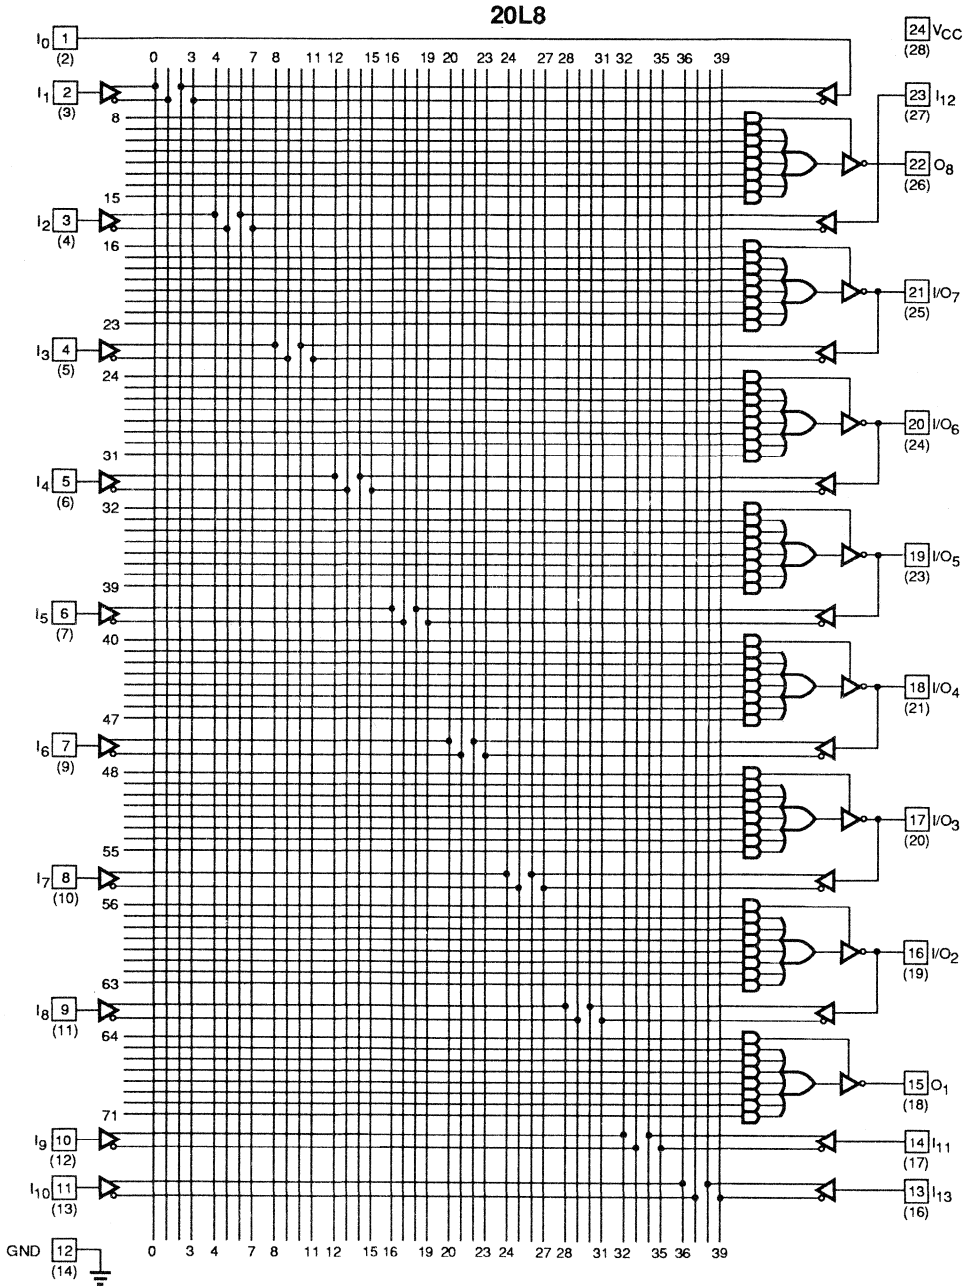 20L8
I0 1 24 VCC
(2) (28)
0 3 4 7 8 11 12 15 16 19 20 23 24 27 28 31 32 35 36 39
I1 2 23 I12
(3) (27)
8
22 O8
(26)
15
I2 3
(4)
16
21 I/O7
(25)
23
I3 4
(5)
24
20 I/O6
(24)
31
I4 5
(6)
32
19 I/O5
(23)
39
I5 6
(7)
40
18 I/O4
(21)
47
I6 7
(9)
48
17 I/O3
(20)
55
I7 8
(10)
56
16 I/O2
(19)
63
I8 9
(11)
64
15 O1
(18)
71
I9 10 14 I11
(12) (17)
I10 11 13 I13
(13) (16)
GND 12 0 3 4 7 8 11 12 15 16 19 20 23 24 27 28 31 32 35 36 39
(14)